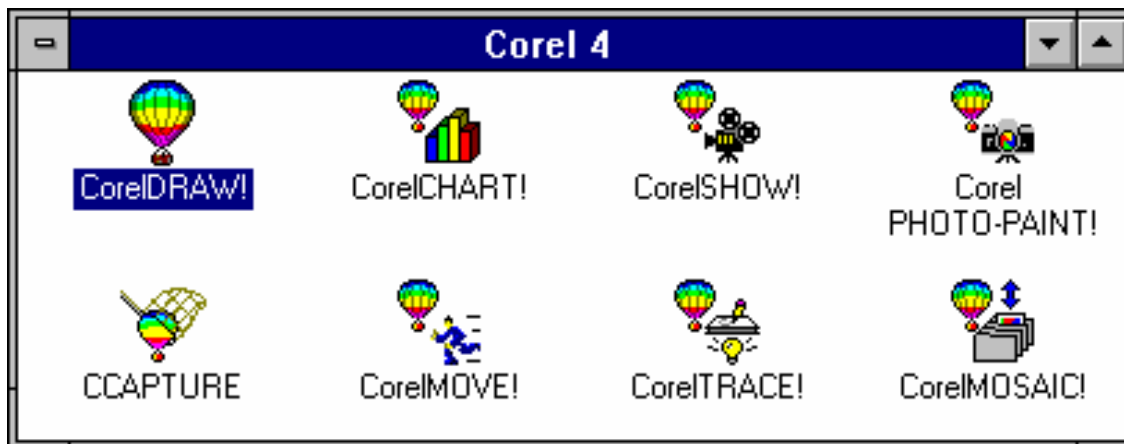 Corel 4
CorelDRAW!
CorelCHART!
CorelSHOW!
Corel
PHOTO-PAINT!
CCAPTURE
CorelMOVE!
CorelTRACE!
CorelMOSAIC!